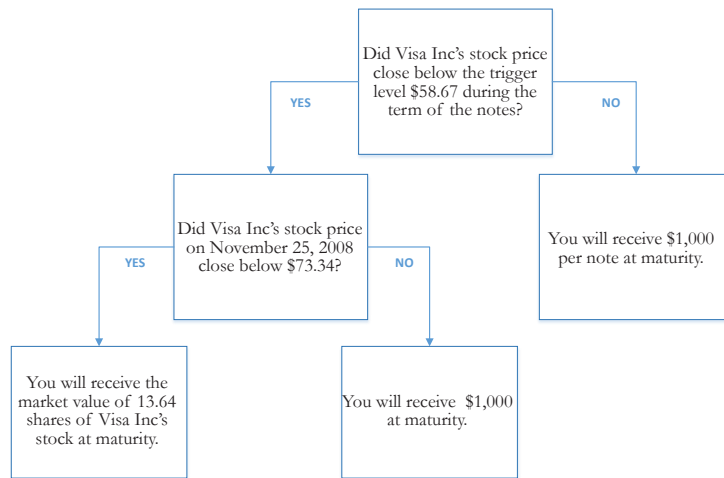 Did Visa Inc's stock price
close below the trigger
level $58.67 during the
term of the notes?
YES
NO
Did Visa Inc's stock price
on November 25, 2008
close below $73.34?
You will receive $1,000
per note at maturity.
YES
NO
You will receive the
market value of 13.64
shares of Visa Inc's
stock at maturity.
You will receive $1,000
at maturity.